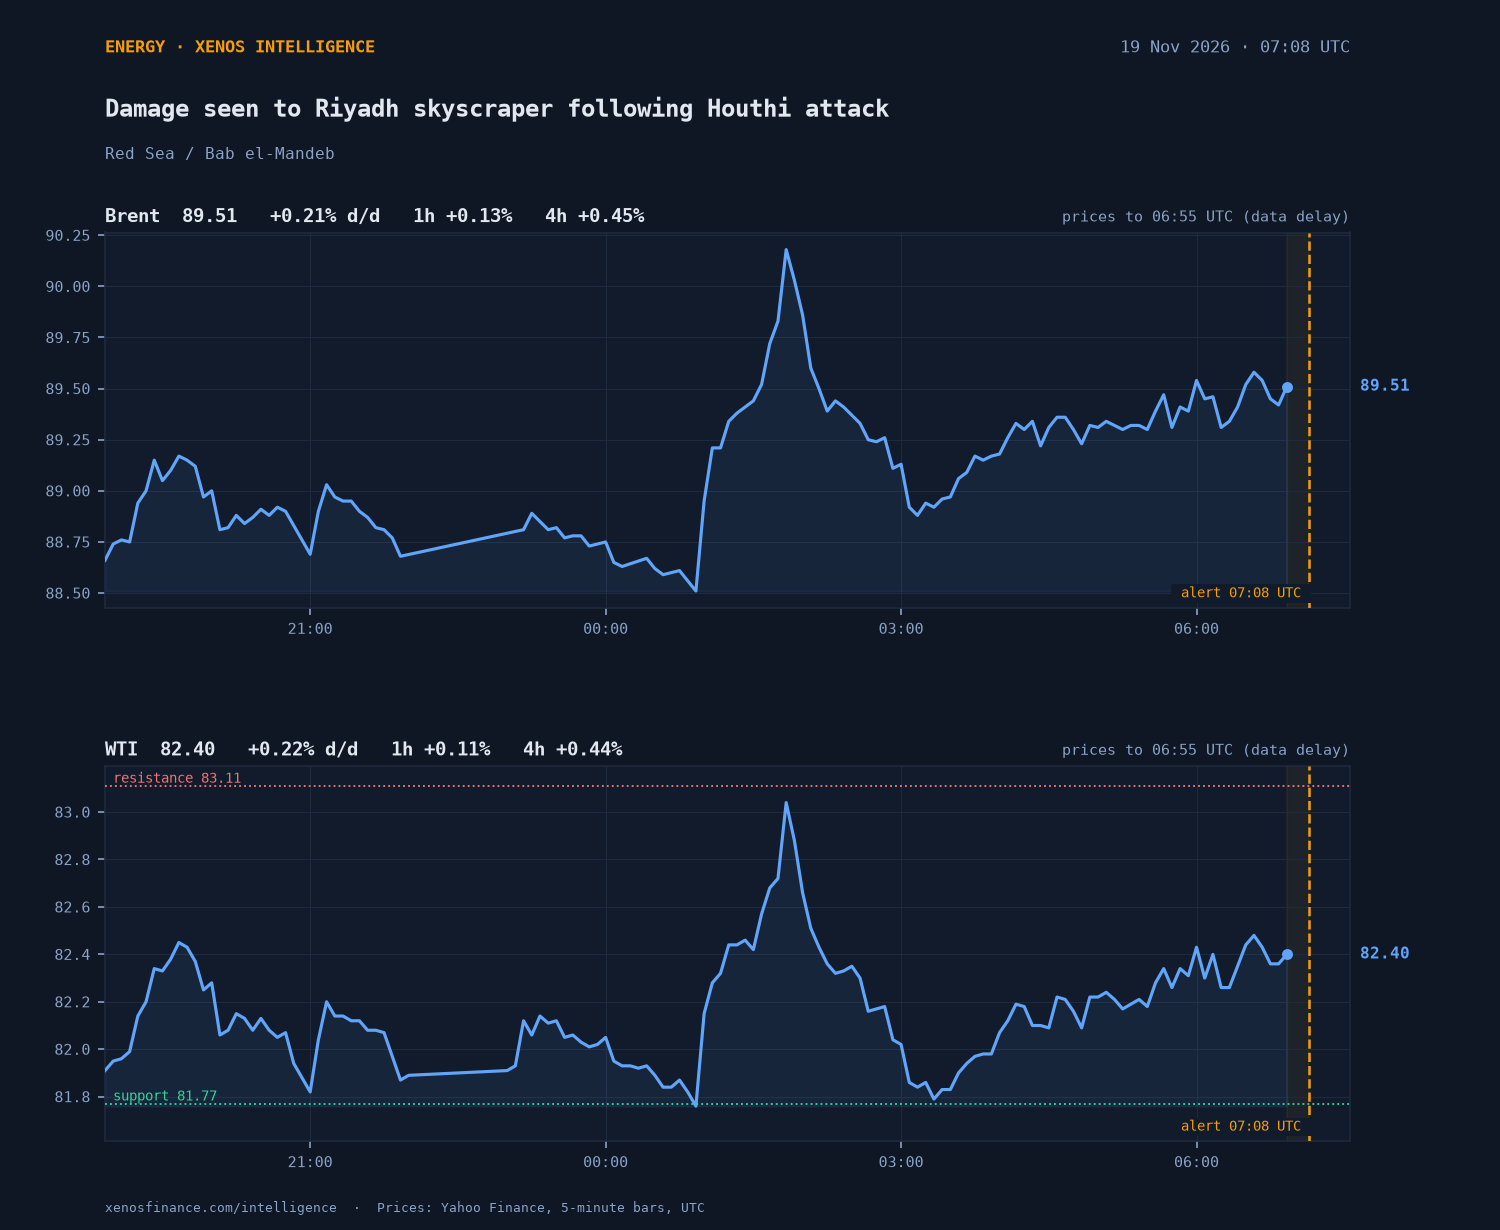 ENERGY · XENOS INTELLIGENCE 19 Nov 2026 · 07:08 UTC
Damage seen to Riyadh skyscraper following Houthi attack
Red Sea / Bab el-Mandeb
Brent 89.51 +0.21% d/d 1h +0.13% 4h +0.45% prices to 06:55 UTC (data delay)
90.25
90.00
89.75
89.50
89.51
89.25
89.00
88.75
88.50
alert 07:08 UTC
21:00 00:00 03:00 06:00
WTI 82.40 +0.22% d/d 1h +0.11% 4h +0.44% prices to 06:55 UTC (data delay)
resistance 83.11
83.0
82.8
82.6
82.4
82.40
82.2
82.0
81.8
support 81.77
alert 07:08 UTC
21:00 00:00 03:00 06:00
xenosfinance.com/intelligence · Prices: Yahoo Finance, 5-minute bars, UTC